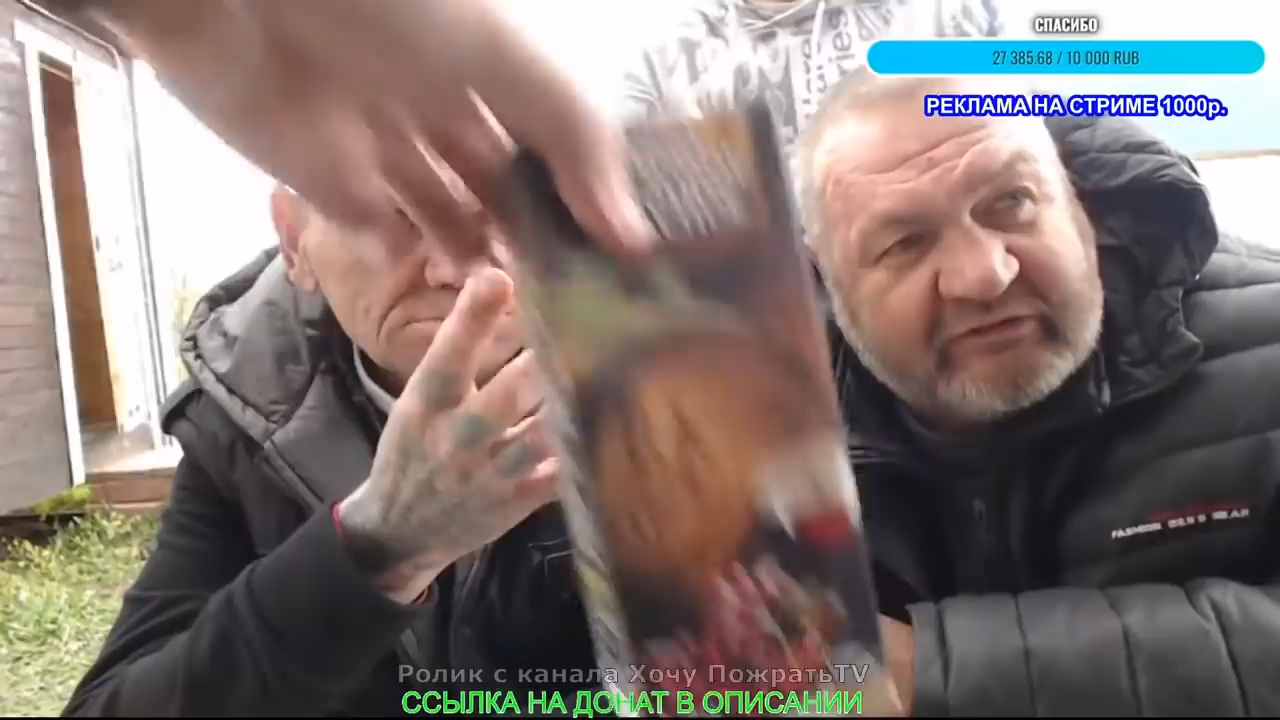 СПАСИБО
27 385.68 / 10 000 RUB
РЕКЛАМА НА СТРИМЕ 1000р.
FASHION
Ролик с канала Хочу ПожратьTV
ССЫЛКА НА ДОНАТ В ОПИСАНИИ